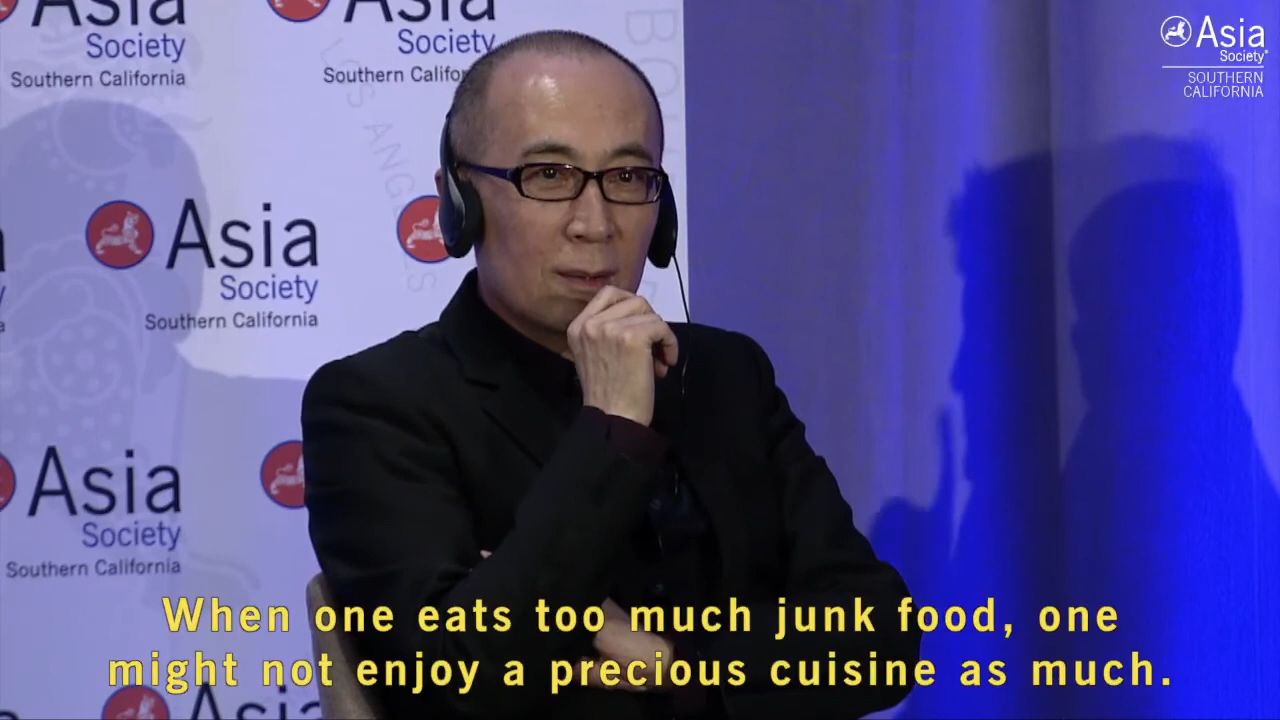 Asia
Society
Southern California
Asia
Society
Southern Califor
Asia
Society
SOUTHERN
CALIFORNIA
Asia
Society
Southern California
Asia
Society
Southern California
Asia
When one eats too much junk food, one
might not enjoy a precious cuisine as much.